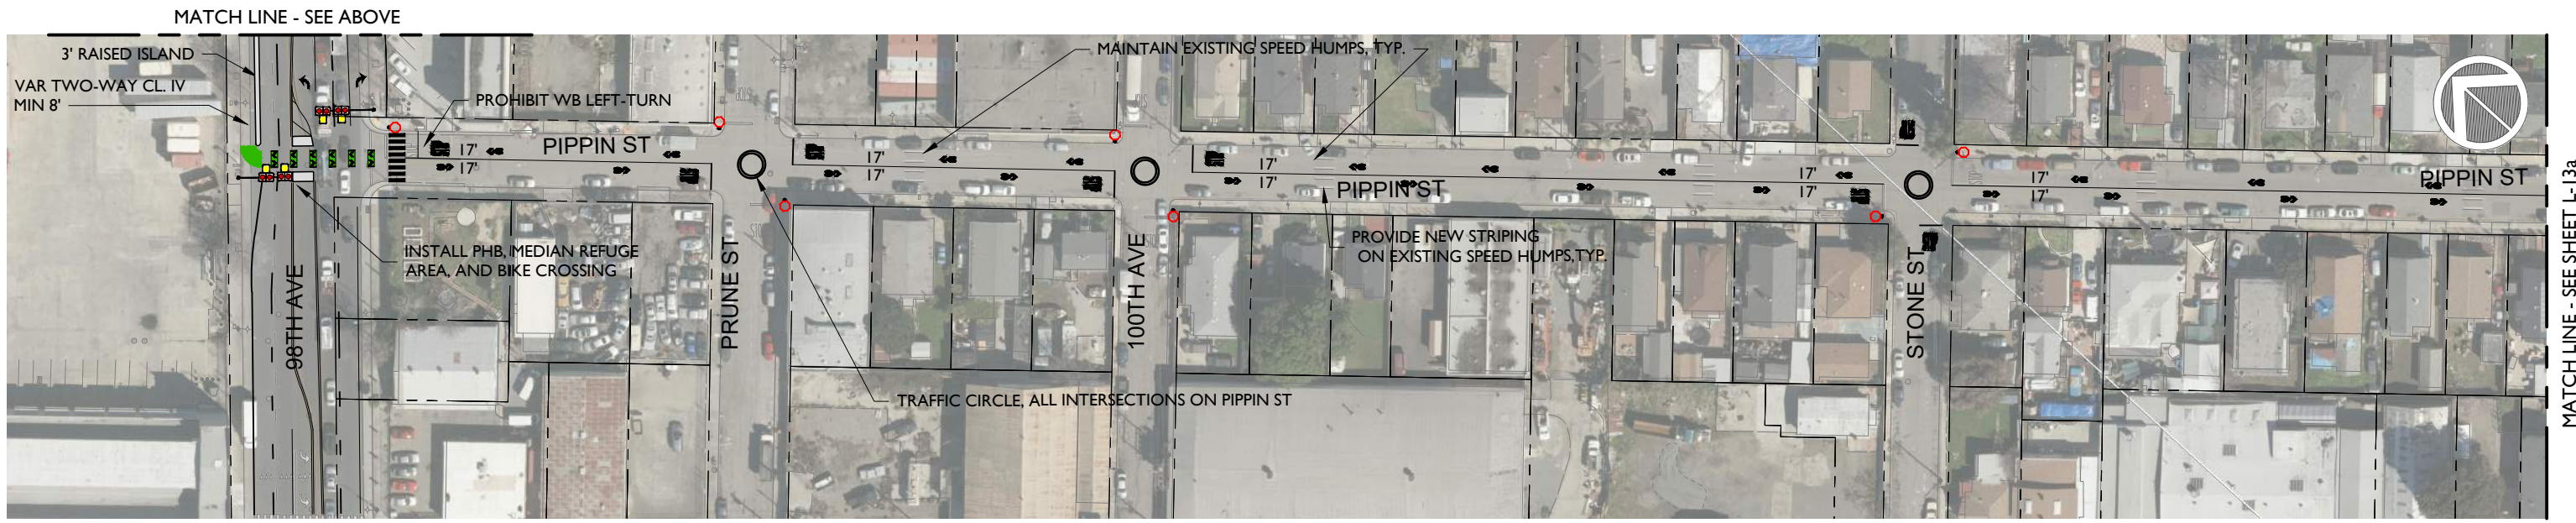 MATCH LINE - SEE ABOVE
3' RAISED ISLAND
VAR TWO-WAY CL. IV
MIN 8'
PROHIBIT WB LEFT-TURN
MAINTAIN EXISTING SPEED HUMPS, TYP.
PIPPIN ST
17'
17'
17'
17'
17'
17'
PIPPIN ST
17'
17'
17'
17'
PIPPIN ST
INSTALL PHB, MEDIAN REFUGE
AREA, AND BIKE CROSSING
PROVIDE NEW STRIPING
ON EXISTING SPEED HUMPS,TYP.
98TH AVE
PRUNE ST
100TH AVE
STONE ST
TRAFFIC CIRCLE, ALL INTERSECTIONS ON PIPPIN ST
MATCH LINE - SEE SHEET L-13a